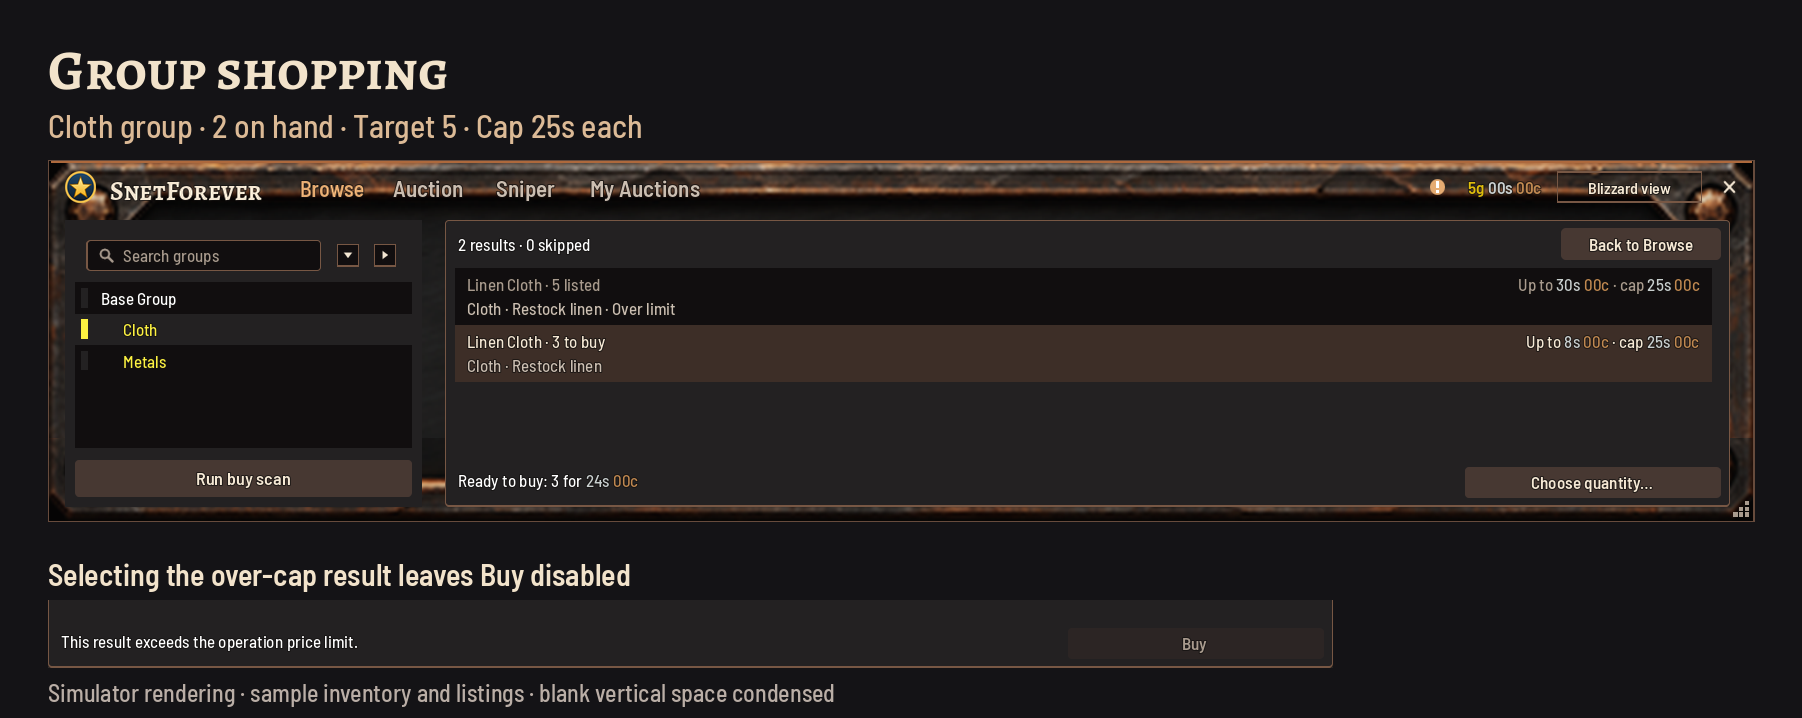 Group shopping
Cloth group · 2 on hand · Target 5 · Cap 25s each
SnetForever Browse Auction Sniper My Auctions 5g 00s 00c Blizzard view
Search groups
Base Group
Cloth
Metals
Run buy scan
2 results · 0 skipped Back to Browse
Linen Cloth · 5 listed Up to 30s 00c · cap 25s 00c
Cloth · Restock linen · Over limit
Linen Cloth · 3 to buy Up to 8s 00c · cap 25s 00c
Cloth · Restock linen
Ready to buy: 3 for 24s 00c Choose quantity...
Selecting the over-cap result leaves Buy disabled
This result exceeds the operation price limit. Buy
Simulator rendering · sample inventory and listings · blank vertical space condensed